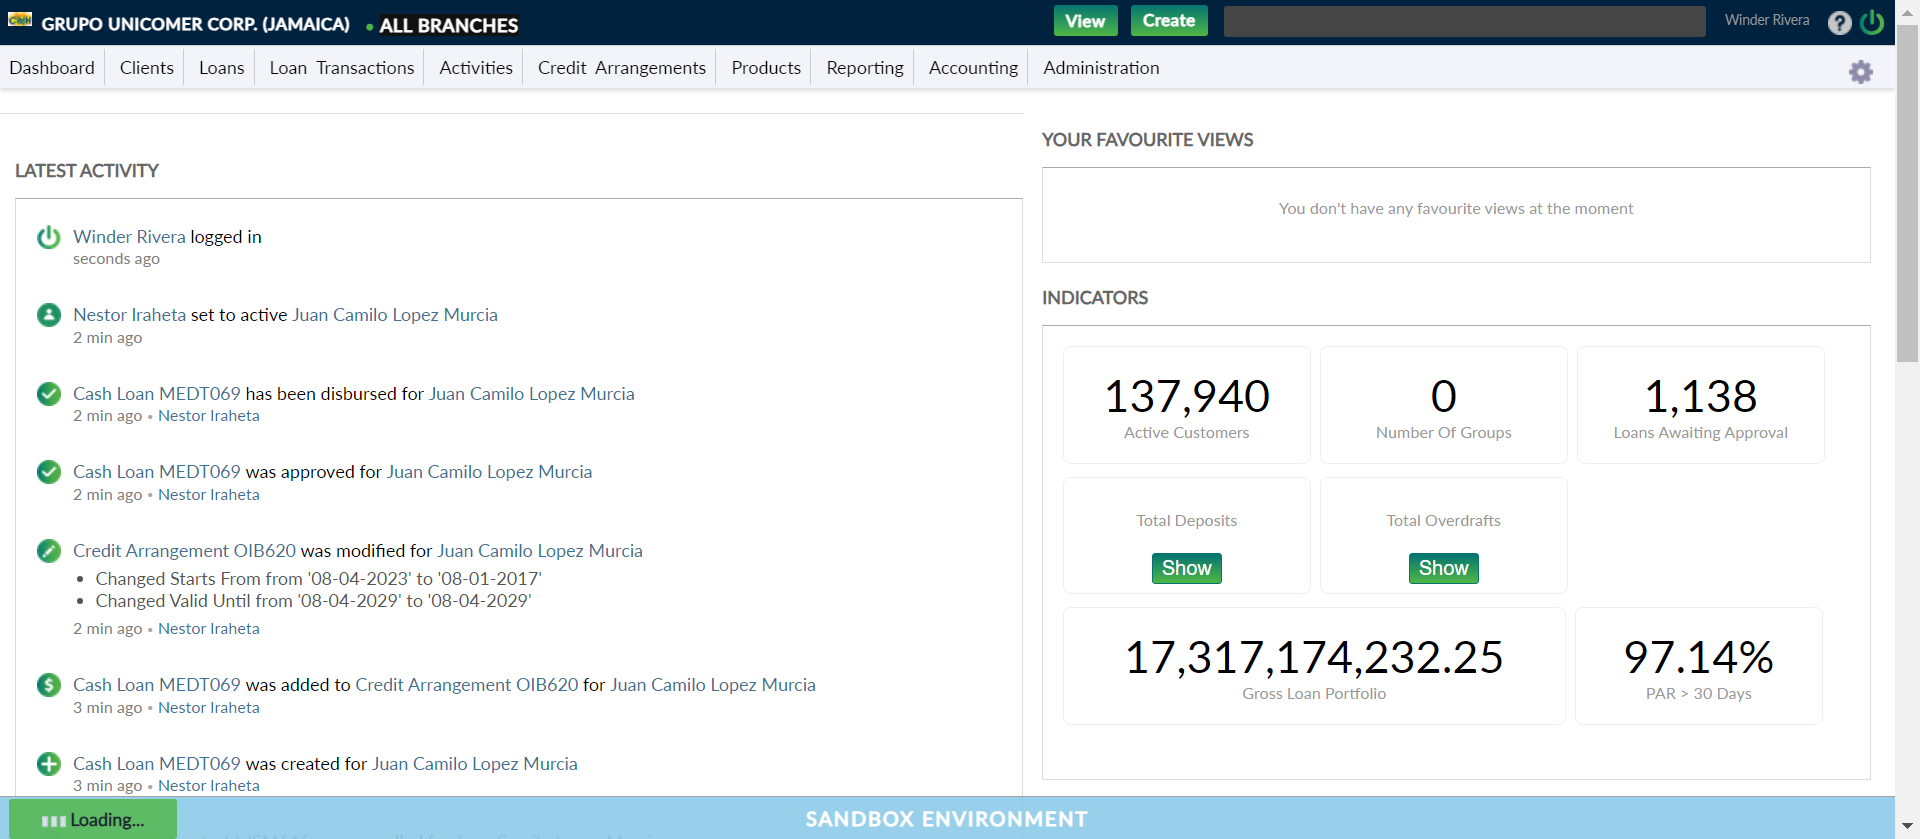 Cash GRUPO UNICOMER CORP. (JAMAICA) • ALL BRANCHES View Create Winder Rivera ?
Dashboard Clients Loans Loan Transactions Activities Credit Arrangements Products Reporting Accounting Administration
LATEST ACTIVITY
Winder Rivera logged in
seconds ago
Nestor Iraheta set to active Juan Camilo Lopez Murcia
2 min ago
Cash Loan MEDT069 has been disbursed for Juan Camilo Lopez Murcia
2 min ago • Nestor Iraheta
Cash Loan MEDT069 was approved for Juan Camilo Lopez Murcia
2 min ago • Nestor Iraheta
Credit Arrangement OIB620 was modified for Juan Camilo Lopez Murcia
• Changed Starts From from '08-04-2023' to '08-01-2017'
• Changed Valid Until from '08-04-2029' to '08-04-2029'
2 min ago • Nestor Iraheta
Cash Loan MEDT069 was added to Credit Arrangement OIB620 for Juan Camilo Lopez Murcia
3 min ago • Nestor Iraheta
Cash Loan MEDT069 was created for Juan Camilo Lopez Murcia
3 min ago • Nestor Iraheta
YOUR FAVOURITE VIEWS
You don't have any favourite views at the moment
INDICATORS
137,940
Active Customers
0
Number Of Groups
1,138
Loans Awaiting Approval
Total Deposits
Show
Total Overdrafts
Show
17,317,174,232.25
Gross Loan Portfolio
97.14%
PAR > 30 Days
Loading...
SANDBOX ENVIRONMENT